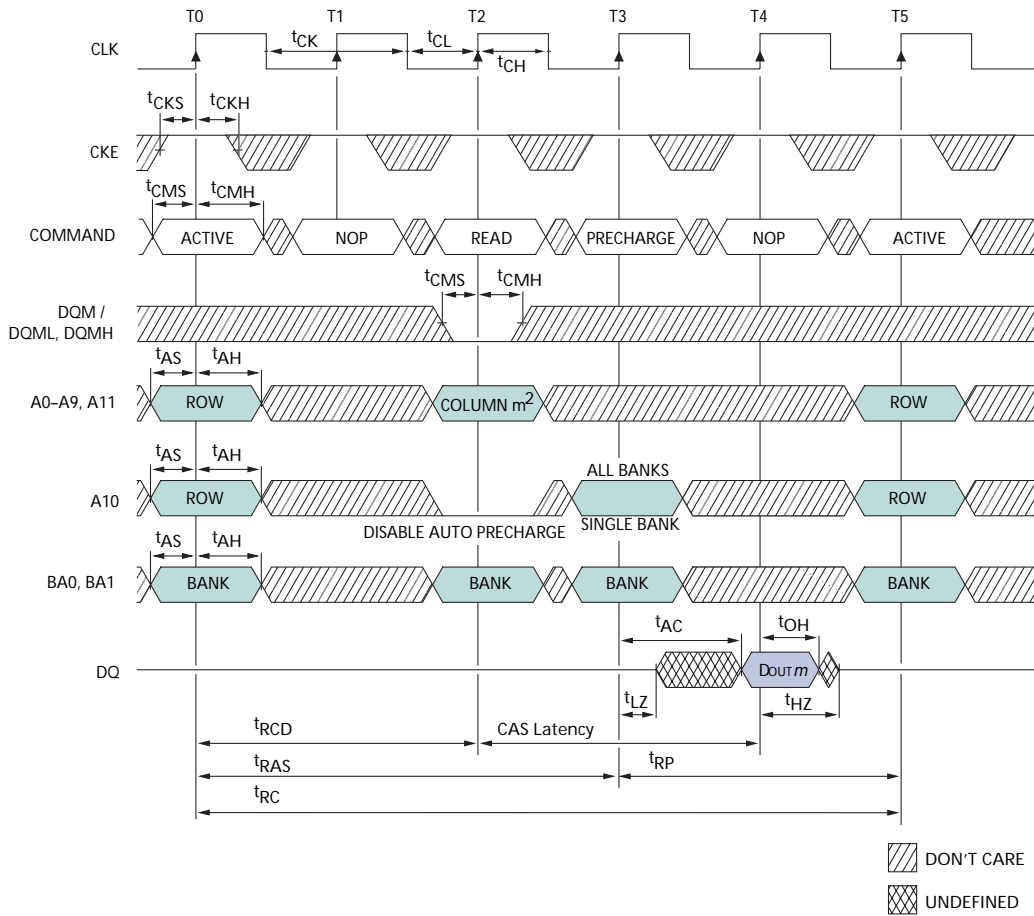 T0 T1 T2 T3 T4 T5
CLK
tCK tCL
tCH
tCKS tCKH
CKE
tCMS tCMH
COMMAND ACTIVE NOP READ PRECHARGE NOP ACTIVE
tCMS tCMH
DQM /
DQML, DQMH
tAS tAH
A0–A9, A11 ROW COLUMN m2 ROW
tAS tAH
ALL BANKS
A10 ROW ROW
DISABLE AUTO PRECHARGE SINGLE BANK
tAS tAH
BA0, BA1 BANK BANK BANK BANK
tAC tOH
DQ DOUT m
tLZ tHZ
tRCD CAS Latency
tRAS tRP
tRC
DON'T CARE
UNDEFINED